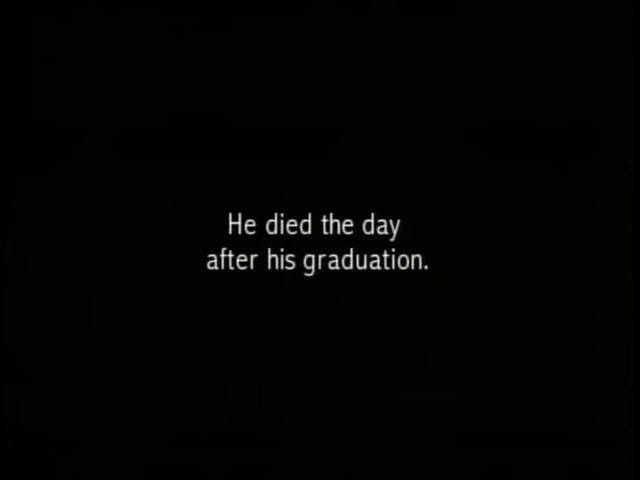 He died the day
after his graduation.